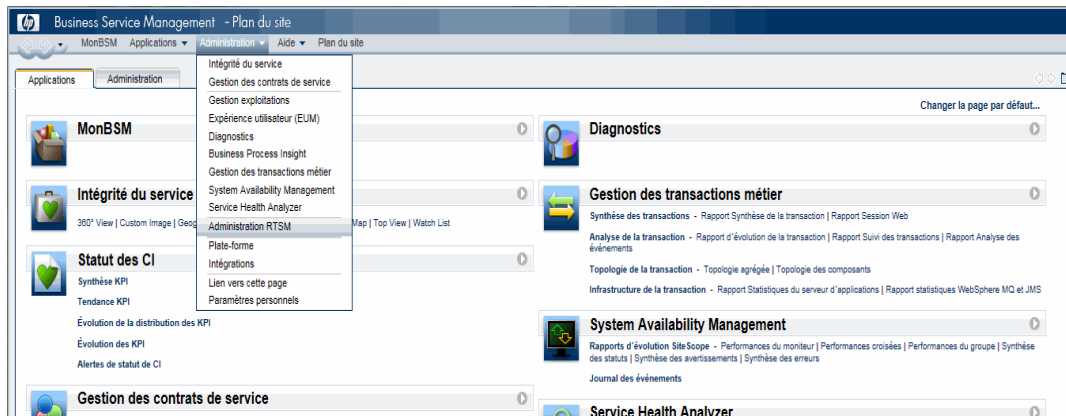 hp Business Service Management - Plan du site
MonBSM Applications Administration Aide Plan du site
Intégrité du service
Gestion des contrats de service
Gestion exploitations
Expérience utilisateur (EUM)
Diagnostics
Business Process Insight
Gestion des transactions métier
System Availability Management
Service Health Analyzer
Administration RTSM
Plate-forme
Intégrations
Lien vers cette page
Paramètres personnels
Applications Administration
Changer la page par défaut...
MonBSM
Intégrité du service
360° View | Custom Image | Geog
Map | Top View | Watch List
Statut des CI
Synthèse KPI
Tendance KPI
Évolution de la distribution des KPI
Évolution des KPI
Alertes de statut de CI
Gestion des contrats de service
Diagnostics
Gestion des transactions métier
Synthèse des transactions - Rapport Synthèse de la transaction | Rapport Session Web
Analyse de la transaction - Rapport d'évolution de la transaction | Rapport Suivi des transactions | Rapport Analyse des
événements
Topologie de la transaction - Topologie agrégée | Topologie des composants
Infrastructure de la transaction - Rapport Statistiques du serveur d'applications | Rapport statistiques WebSphere MQ et JMS
System Availability Management
Rapports d'évolution SiteScope - Performances du moniteur | Performances croisées | Performances du groupe | Synthèse
des statuts | Synthèse des avertissements | Synthèse des erreurs
Journal des événements
Service Health Analyzer